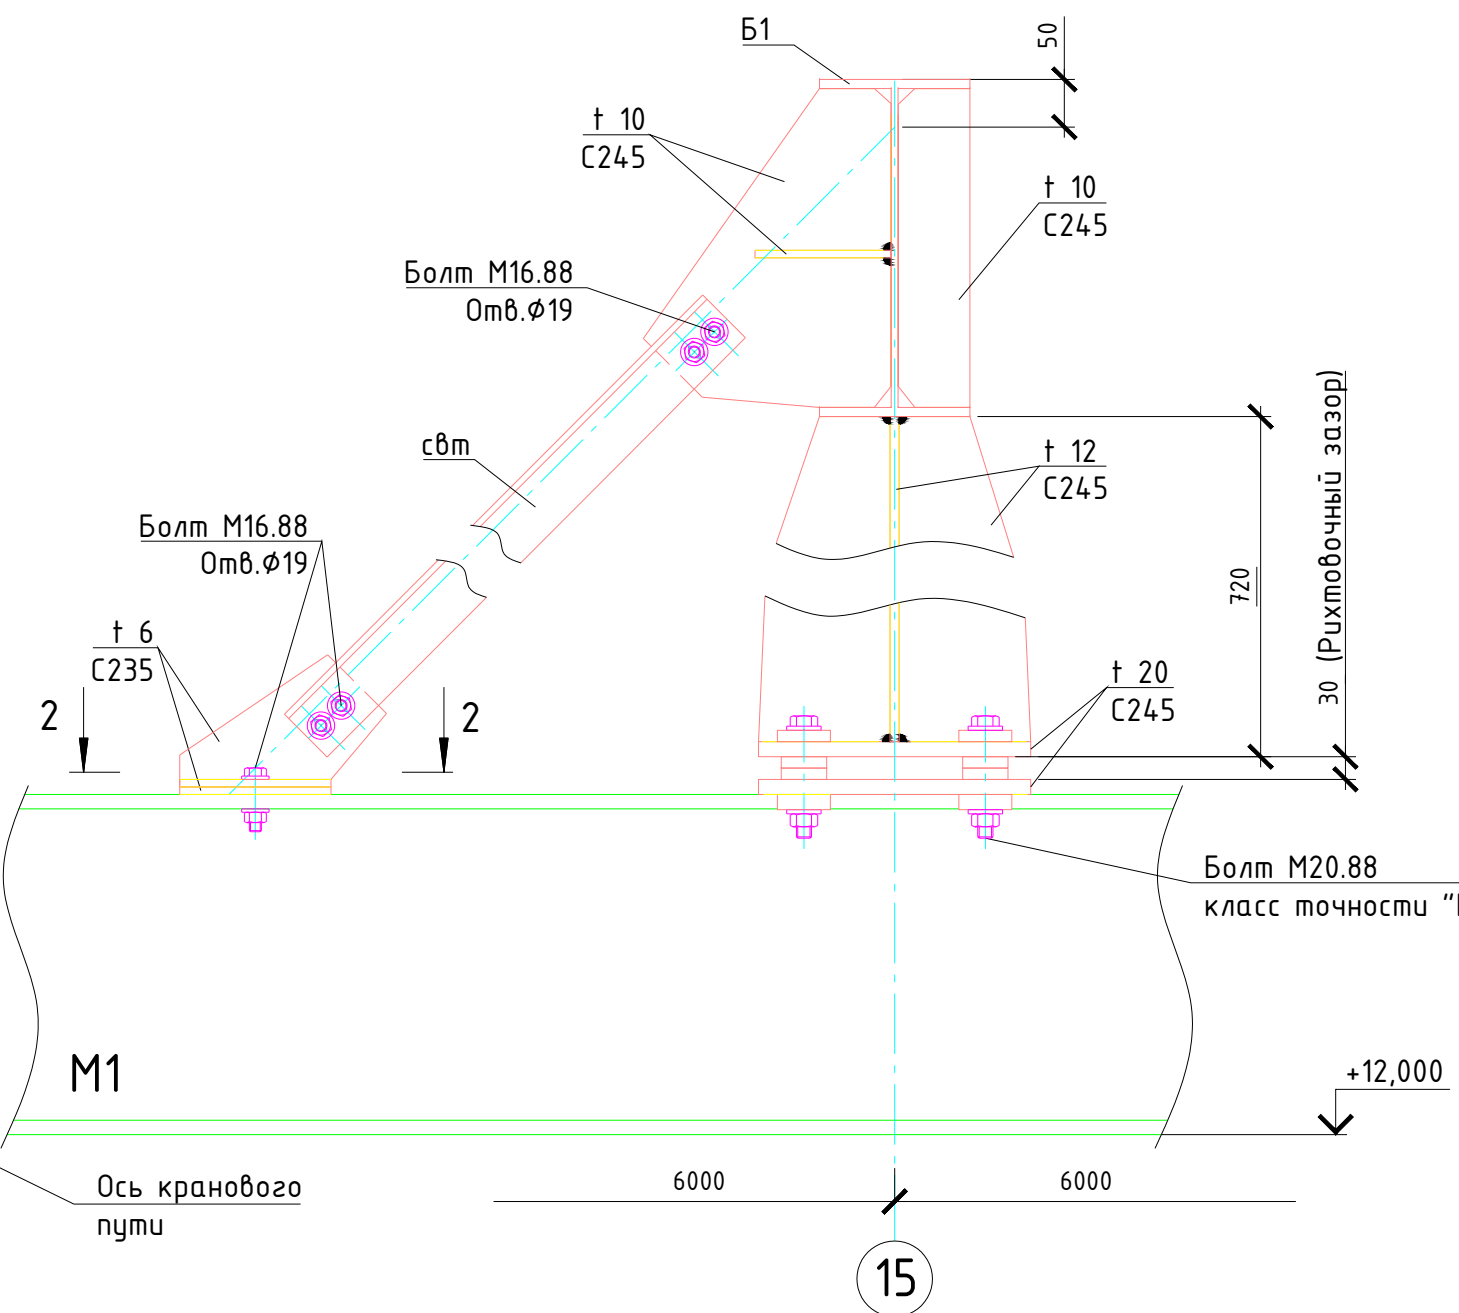 Б1
50
t 10
С245
t 10
С245
Болт М16.88
Отв.Ø19
30 (Рихтовочный зазор)
свт
t 12
С245
Болт М16.88
Отв.Ø19
720
t 6
С235
t 20
С245
2
2
Болт М20.88
класс точности
М1
+12,000
Ось кранового
пути
6000
6000
15